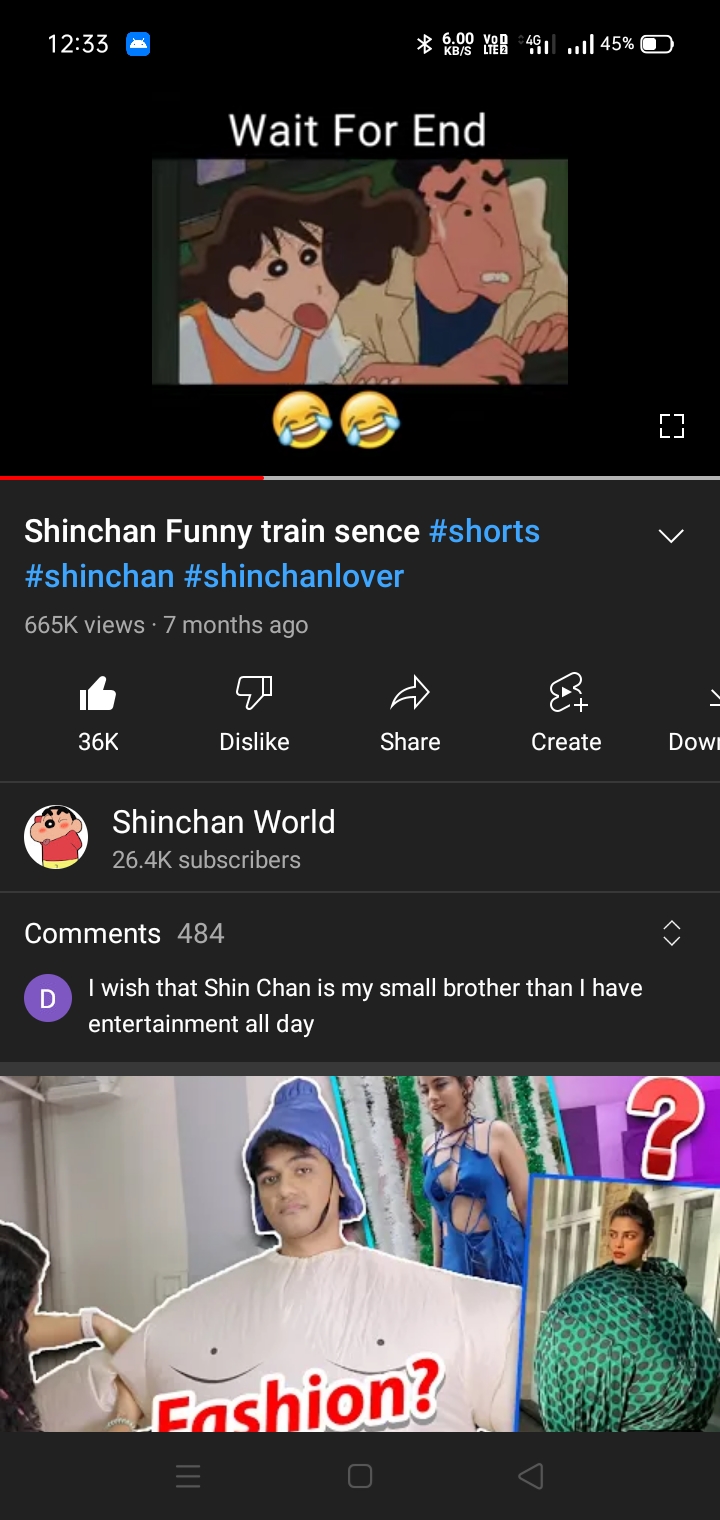 12:33
6.00 KB/S VoD LTE2 4G 45%
Wait For End
Shinchan Funny train sence #shorts
#shinchan #shinchanlover
665K views · 7 months ago
36K Dislike Share Create Down
Shinchan World
26.4K subscribers
Comments 484
D
I wish that Shin Chan is my small brother than I have
entertainment all day
?
Fashion?